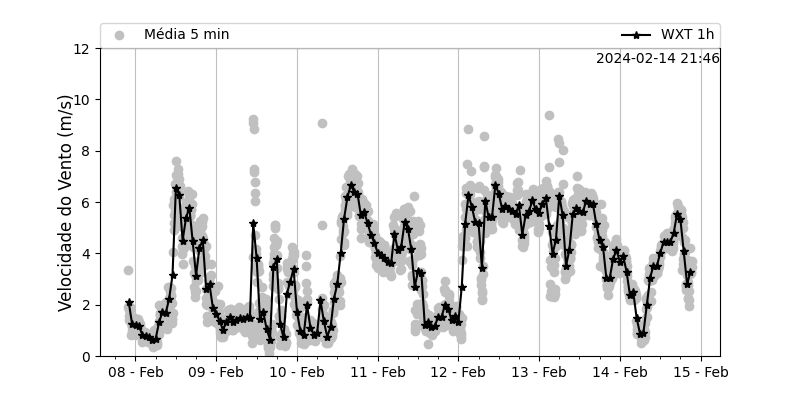 Média 5 min
WXT 1h
2024-02-14 21:46
Velocidade do Vento (m/s)
12
10
8
6
4
2
0
08 - Feb
09 - Feb
10 - Feb
11 - Feb
12 - Feb
13 - Feb
14 - Feb
15 - Feb